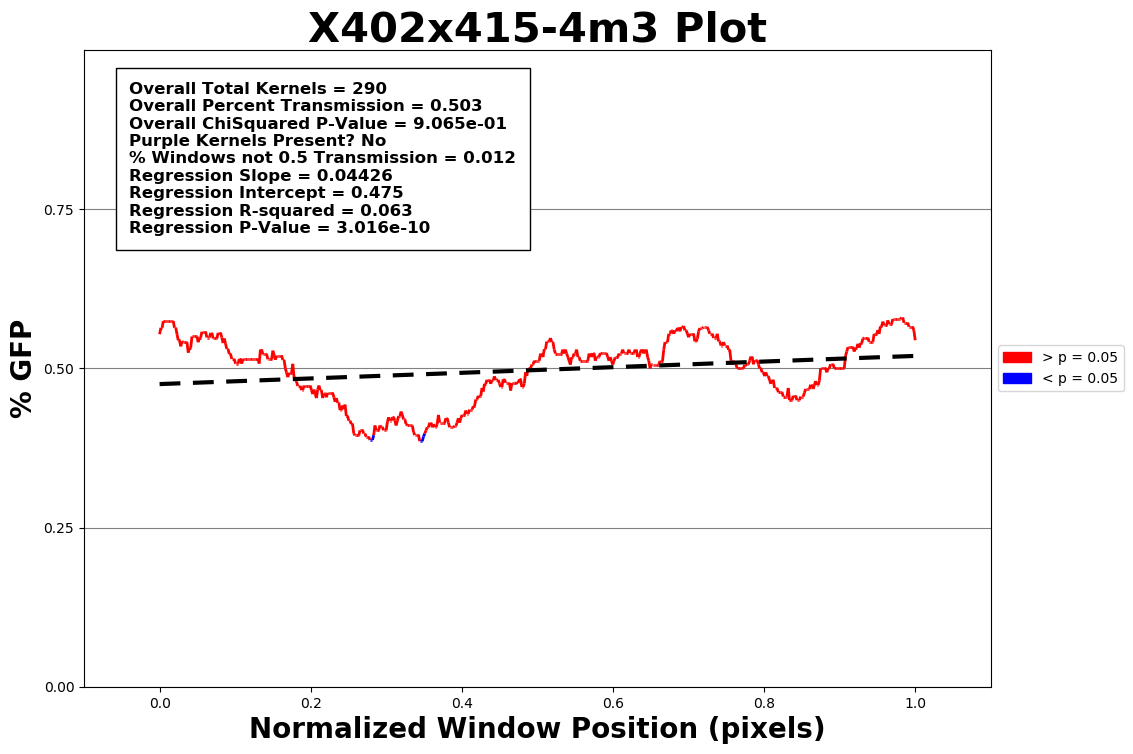 X402x415-4m3 Plot
Overall Total Kernels = 290
Overall Percent Transmission = 0.503
Overall ChiSquared P-Value = 9.065e-01
Purple Kernels Present? No
% Windows not 0.5 Transmission = 0.012
Regression Slope = 0.04426
Regression Intercept = 0.475
Regression R-squared = 0.063
Regression P-Value = 3.016e-10
% GFP
0.75
0.50
0.25
0.00
> p = 0.05
< p = 0.05
0.0 0.2 0.4 0.6 0.8 1.0
Normalized Window Position (pixels)